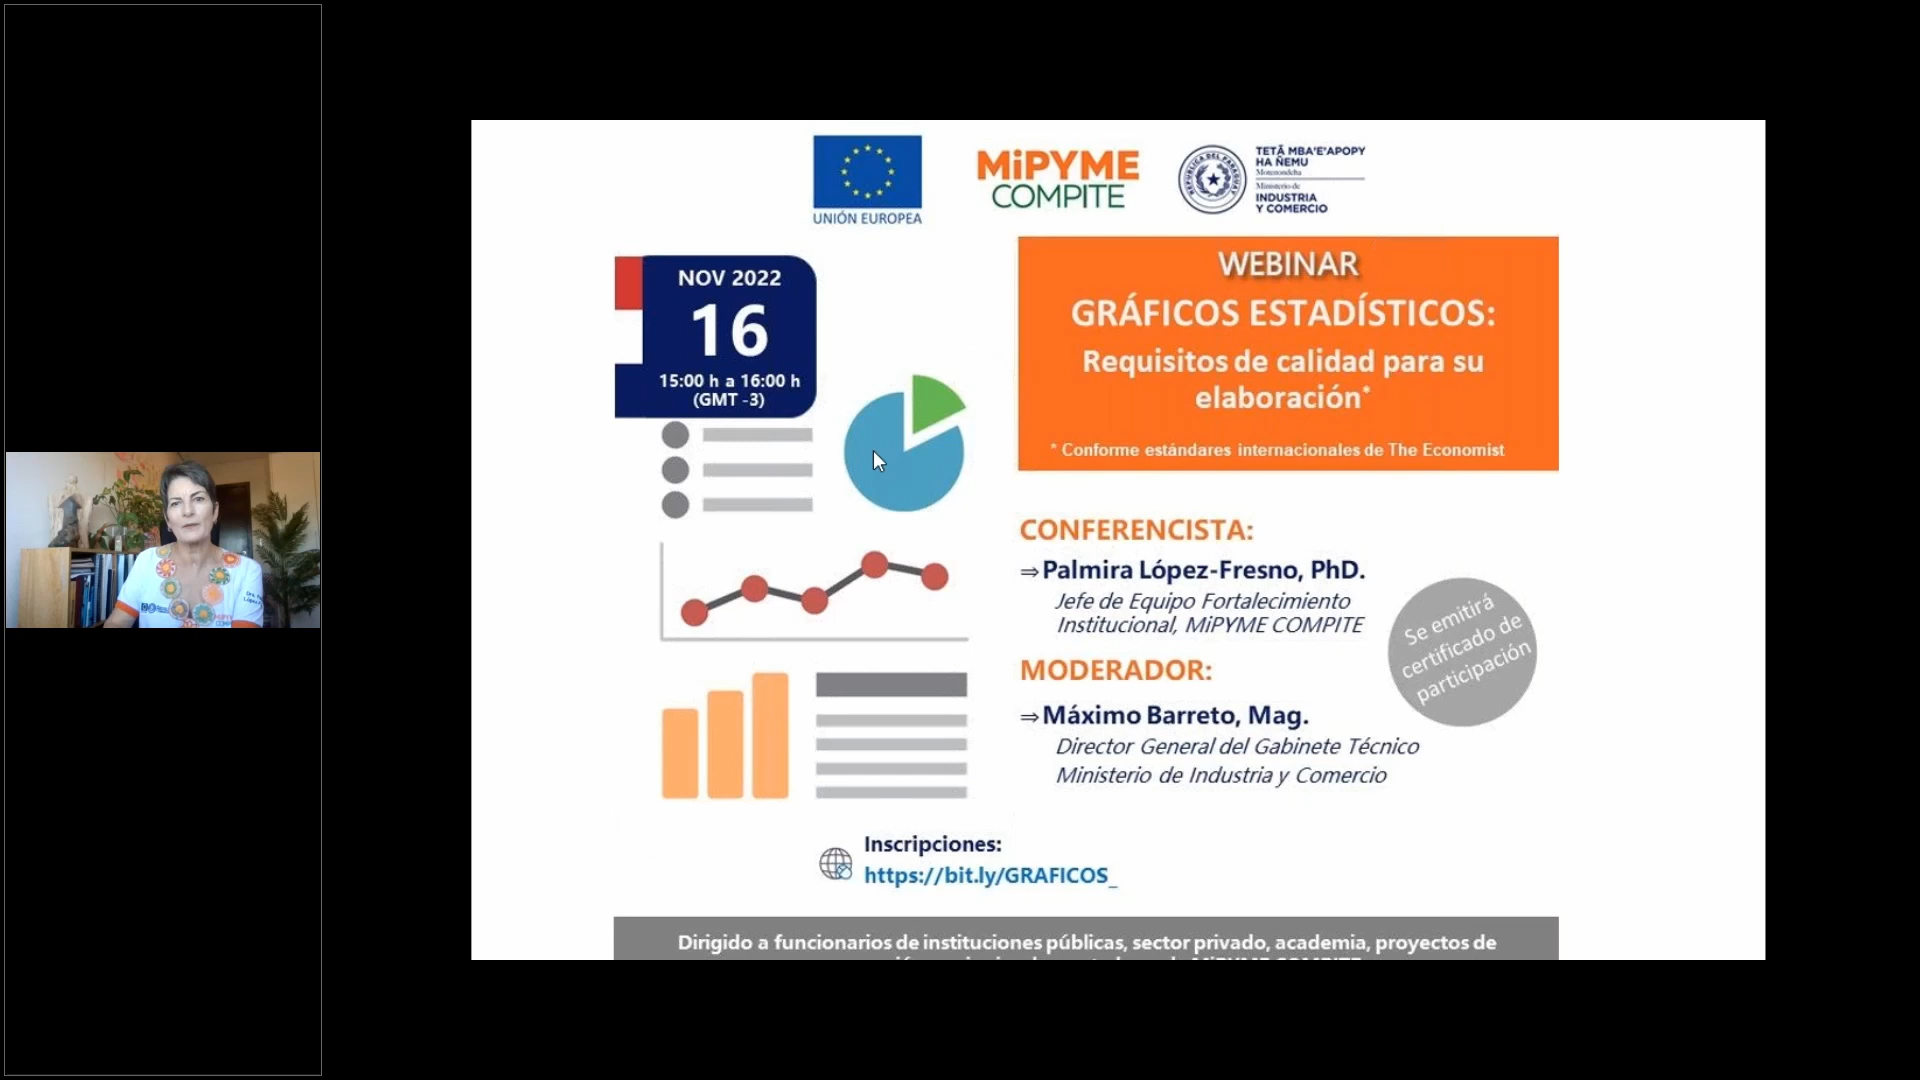 UNIÓN EUROPEA
MiPYME
COMPITE
REPUBLICA DEL PARAGUAY
TETÃ MBA'E'APOPY
HA ÑEMU
Motenondeha
Ministerio de
INDUSTRIA
Y COMERCIO
NOV 2022
16
15:00 h a 16:00 h
(GMT -3)
WEBINAR
GRÁFICOS ESTADÍSTICOS:
Requisitos de calidad para su
elaboración*
* Conforme estándares internacionales de The Economist
CONFERENCISTA:
⇒Palmira López-Fresno, PhD.
Jefe de Equipo Fortalecimiento
Institucional, MiPYME COMPITE
Se emitirá
certificado de
participación
MODERADOR:
⇒Máximo Barreto, Mag.
Director General del Gabinete Técnico
Ministerio de Industria y Comercio
Inscripciones:
https://bit.ly/GRAFICOS_
Dirigido a funcionarios de instituciones públicas, sector privado, academia, proyectos de